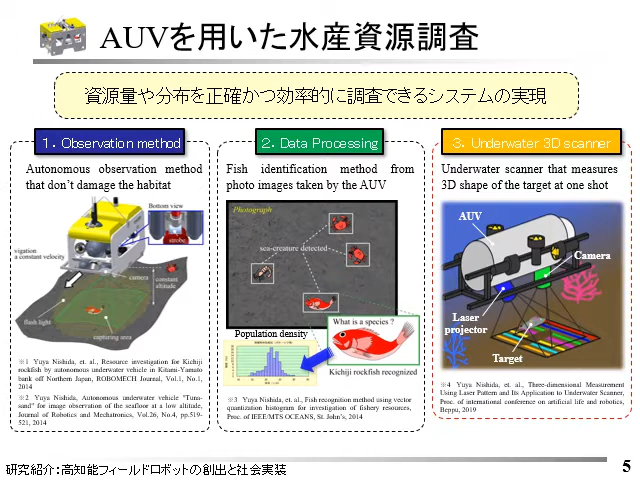 AUVを用いた水産資源調査
資源量や分布を正確かつ効率的に調査できるシステムの実現
１．Observation method
Autonomous observation method
that don't damage the habitat
Bottom view
strobe
vigation
a constant velocity
camera
constant
altitude
flash light
capturing area
※1 Yuya Nishida, et. al., Resource investigation for Kichiji
rockfish by autonomous underwater vehicle in Kitami-Yamato
bank off Northern Japan, ROBOMECH Journal, Vol.1, No.1,
2014
※2 Yuya Nishida, Autonomous underwater vehicle "Tuna-
sand" for image observation of the seafloor at a low altitude,
Journal of Robotics and Mechatronics, Vol.26, No.4, pp.519-
521, 2014
２．Data Processing
Fish identification method from
photo images taken by the AUV
Photograph
sea-creature detected
Population density
What is a species ?
Kichiji rockfish recognized
※3 Yuya Nishida, et. al., Fish recognition method using vector
quantization histogram for investigation of fishery resources,
Proc. of IEEE/MTS OCEANS, St. John's, 2014
３．Underwater 3D scanner
Underwater scanner that measures
3D shape of the target at one shot
AUV
Camera
Laser
projector
Target
※4 Yuya Nishida, et. al., Three-dimensional Measurement
Using Laser Pattern and Its Application to Underwater Scanner,
Proc. of international conference on artificial life and robotics,
Beppu, 2019
研究紹介：高知能フィールドロボットの創出と社会実装
5